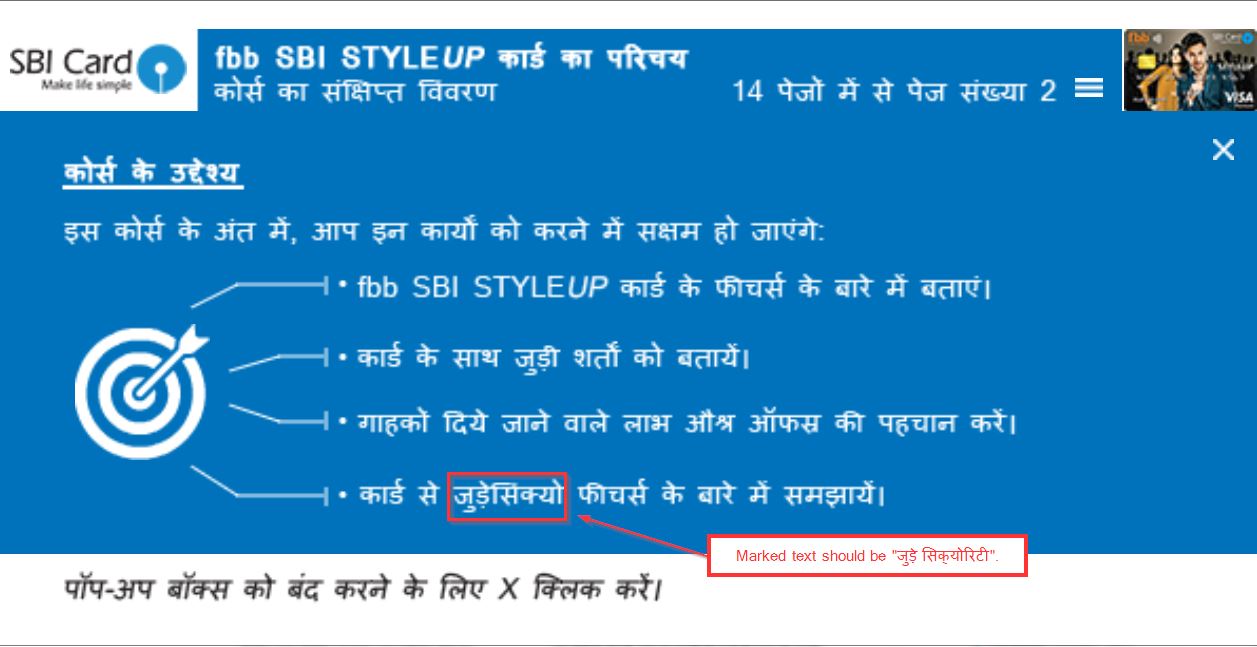 SBI Card
Make life simple
fbb SBI STYLEUP कार्ड का परिचय
कोर्स का संक्षिप्त विवरण
14 पेजों में से पेज संख्या 2
fbb
SBI Card
VISA
कोर्स के उद्देश्य
इस कोर्स के अंत में, आप इन कार्यों को करने में सक्षम हो जाएंगे:
• fbb SBI STYLEUP कार्ड के फीचर्स के बारे में बताएं।
• कार्ड के साथ जुड़ी शर्तों को बतायें।
• गाहकों दिये जाने वाले लाभ औश्र ऑफस्र की पहचान करें।
• कार्ड से जुड़ेसिक्यो फीचर्स के बारे में समझायें।
Marked text should be "जुड़े सिक्योरिटी".
पॉप-अप बॉक्स को बंद करने के लिए X क्लिक करें।